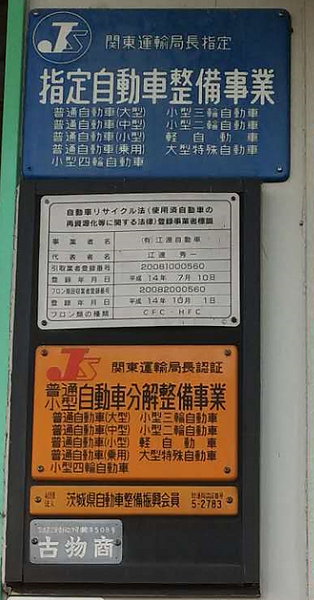 JS 関東運輸局長指定
指定自動車整備事業
普通自動車(大型) 小型三輪自動車
普通自動車(中型) 小型二輪自動車
普通自動車(小型) 軽自動車
普通自動車(乗用) 大型特殊自動車
小型四輪自動車
自動車リサイクル法(使用済自動車の
再資源化等に関する法律)登録事業者標識
事業者名 (有)江渡自動車
代表者名 江渡 秀一
引取業者登録番号 20081000560
登録年月日 平成 14年 7月10日
フロン類回収業者登録番号 20082000560
登録年月日 平成 14年10月 1日
フロン類の種類 CFC・HFC
JS 関東運輸局長認証
普通
小型 自動車分解整備事業
普通自動車(大型) 小型三輪自動車
普通自動車(中型) 小型二輪自動車
普通自動車(小型) 軽自動車
普通自動車(乗用) 大型特殊自動車
小型四輪自動車
社団法人 茨城県自動車整備振興会員
5-2783
古物商